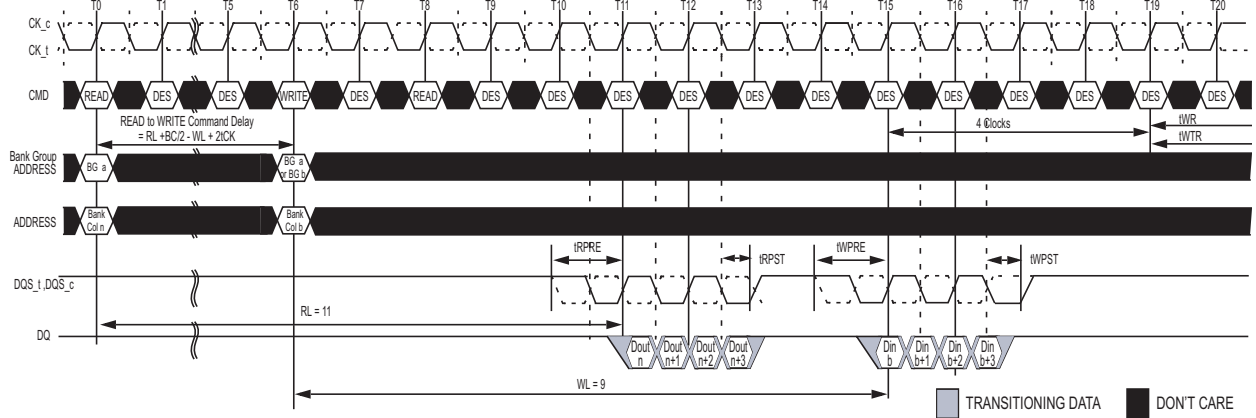 T0 T1 T5 T6 T7 T8 T9 T10 T11 T12 T13 T14 T15 T16 T17 T18 T19 T20
CK_c
CK_t
CMD READ DES DES WRITE DES READ DES DES DES DES DES DES DES DES DES DES DES DES
READ to WRITE Command Delay
= RL +BC/2 - WL + 2tCK
4 Clocks
tWR
tWTR
Bank Group
ADDRESS
BG a
BG a
or BG b
ADDRESS
Bank
Col n
Bank
Col b
tRPRE
tRPST
tWPRE
tWPST
DQS_t ,DQS_c
RL = 11
DQ
Dout
n
Dout
n+1
Dout
n+2
Dout
n+3
Din
b
Din
b+1
Din
b+2
Din
b+3
WL = 9
TRANSITIONING DATA
DON'T CARE